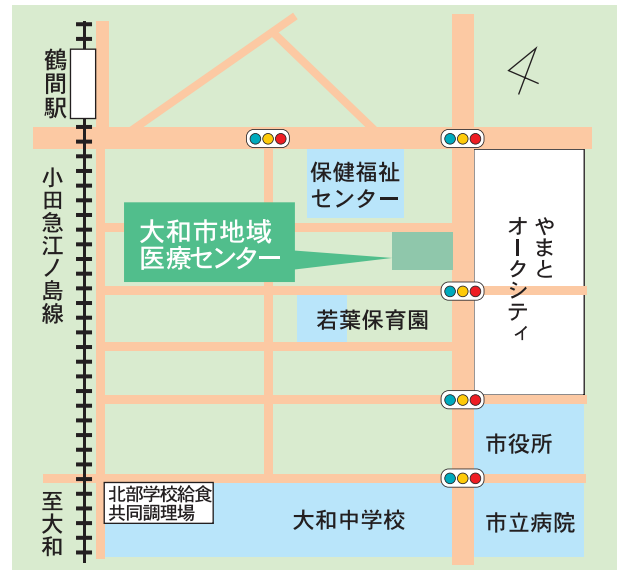 鶴間駅
小田急江ノ島線
至大和
保健福祉
センター
大和市地域
医療センター
やまと
オークシティ
若葉保育園
市役所
北部学校給食
共同調理場
大和中学校
市立病院